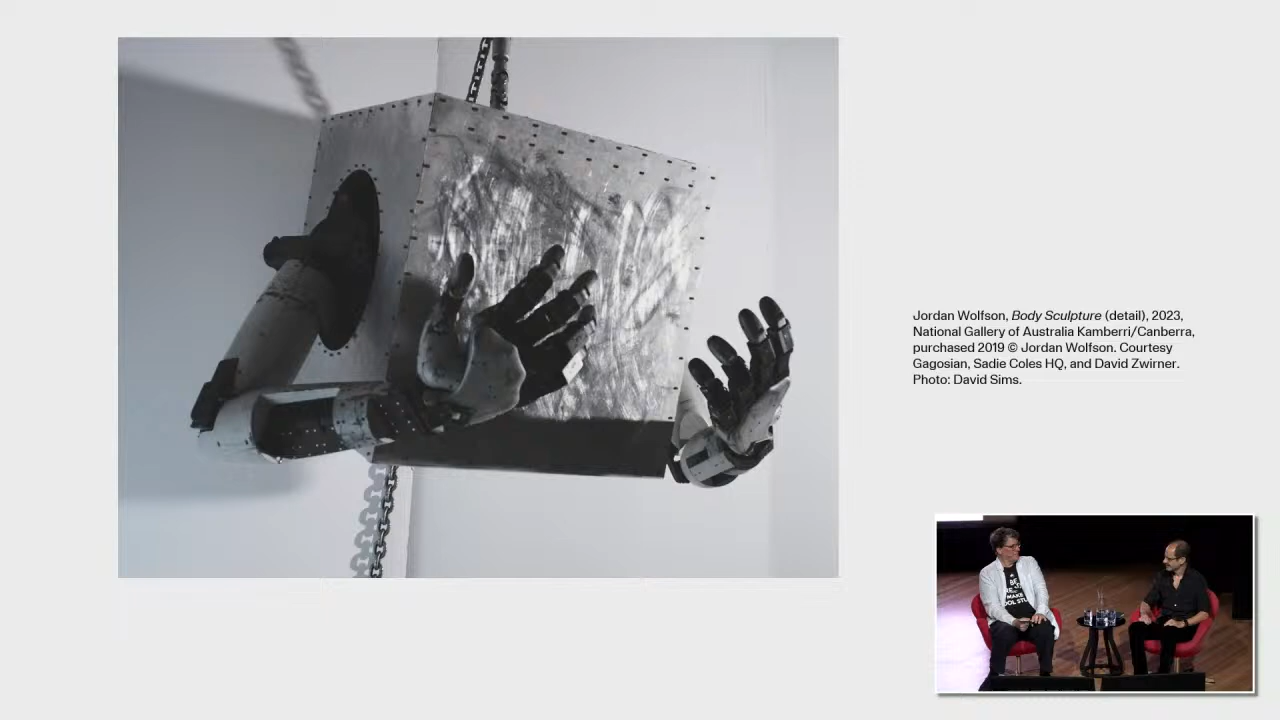 Jordan Wolfson, Body Sculpture (detail), 2023,
National Gallery of Australia Kamberri/Canberra,
purchased 2019 © Jordan Wolfson. Courtesy
Gagosian, Sadie Coles HQ, and David Zwirner.
Photo: David Sims.
MAKE